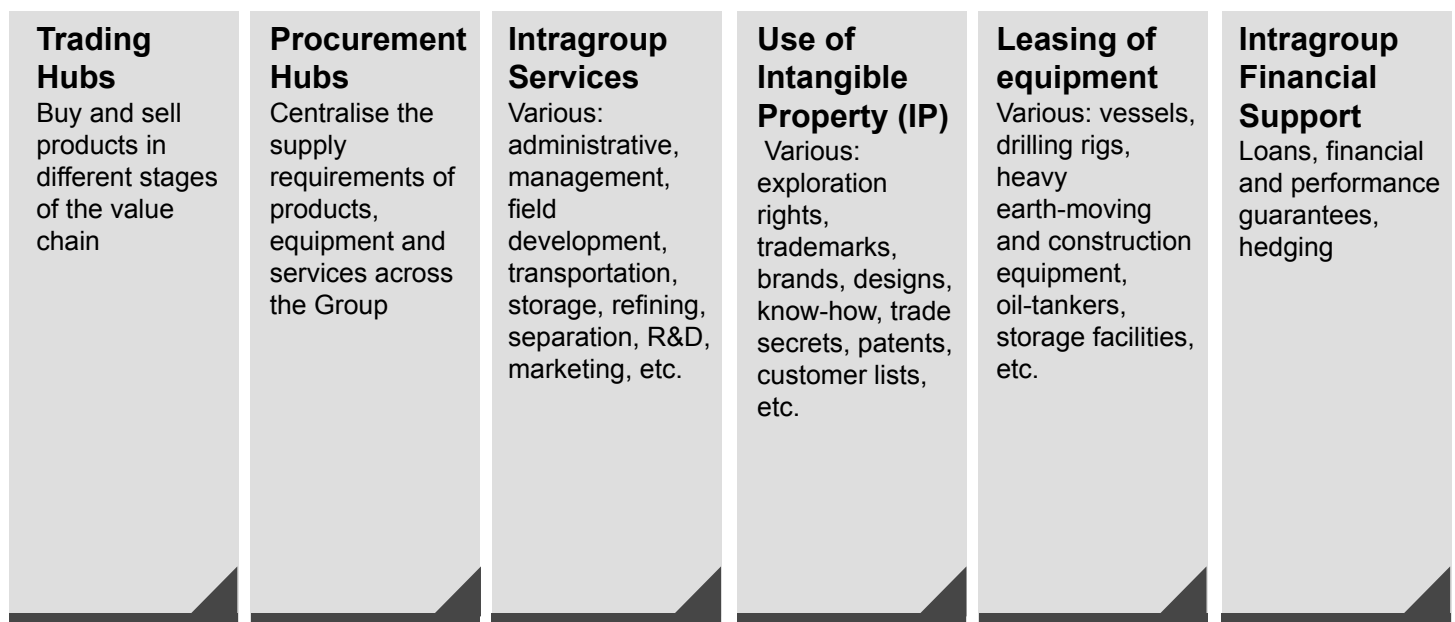 Trading
Hubs
Buy and sell
products in
different stages
of the value
chain
Procurement
Hubs
Centralise the
supply
requirements of
products,
equipment and
services across
the Group
Intragroup
Services
Various:
administrative,
management,
field
development,
transportation,
storage, refining,
separation, R&D,
marketing, etc.
Use of
Intangible
Property (IP)
Various:
exploration
rights,
trademarks,
brands, designs,
know-how, trade
secrets, patents,
customer lists,
etc.
Leasing of
equipment
Various: vessels,
drilling rigs,
heavy
earth-moving
and construction
equipment,
oil-tankers,
storage facilities,
etc.
Intragroup
Financial
Support
Loans, financial
and performance
guarantees,
hedging